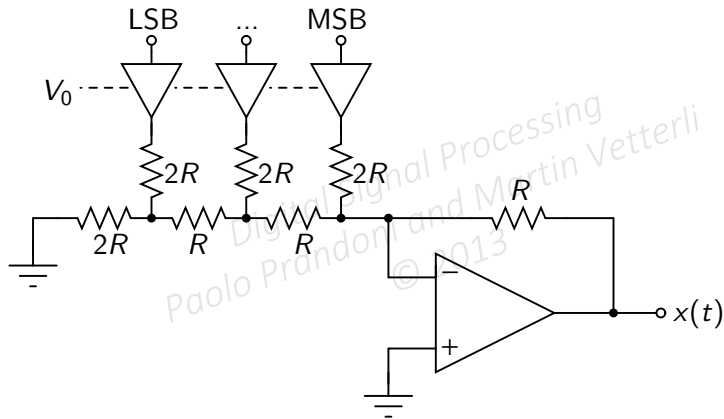 LSB ... MSB
V₀
2R 2R 2R
2R R R R
−
+
x(t)
Digital Signal Processing
Paolo Prandoni and Martin Vetterli
© 2013